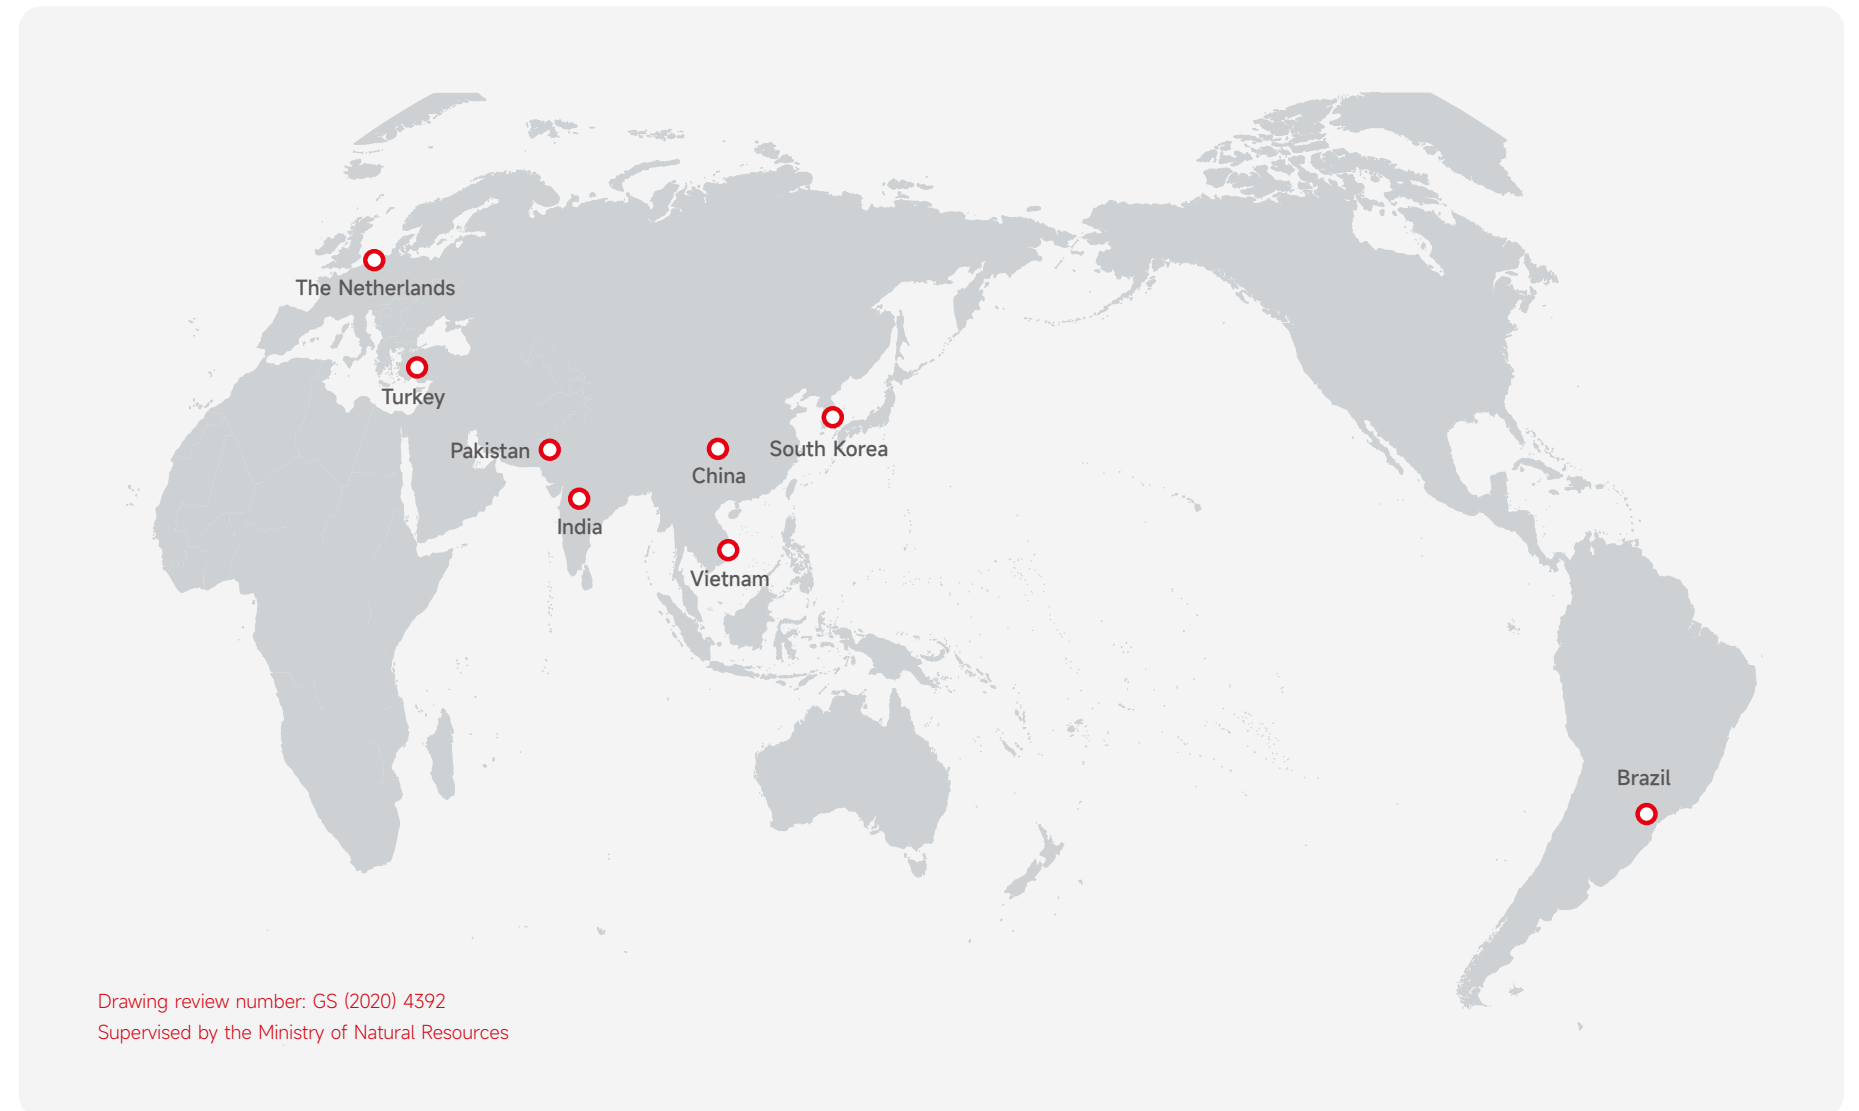 The Netherlands
Turkey
Pakistan
South Korea
China
India
Vietnam
Brazil
Drawing review number: GS (2020) 4392
Supervised by the Ministry of Natural Resources